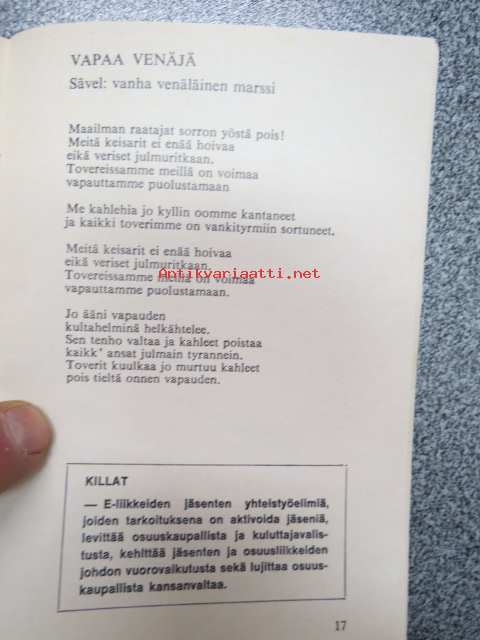 VAPAA VENÄJÄ
Sävel: vanha venäläinen marssi
Maailman raatajat sorron yöstä pois!
Meitä keisarit ei enää hoivaa
eikä veriset julmuritkaan.
Tovereissamme meillä on voimaa
vapauttamme puolustamaan
Me kahlehia jo kyllin oomme kantaneet
ja kaikki toverimme on vankityrmiin sortuneet.
Meitä keisarit ei enää hoivaa
eikä veriset julmuritkaan.
Tovereissamme meillä on voimaa
vapauttamme puolustamaan.
Antikvariaatti.net
Jo ääni vapauden
kultahelminä helkähtelee.
Sen tenho valtaa ja kahleet poistaa
kaikk' ansat julmain tyrannein.
Toverit kuulkaa jo murtuu kahleet
pois tieltä onnen vapauden.
KILLAT
— E-liikkeiden jäsenten yhteistyöelimiä,
joiden tarkoituksena on aktivoida jäseniä,
levittää osuuskaupallista ja kuluttajavalis-
tusta, kehittää jäsenten ja osuusliikkeiden
johdon vuorovaikutusta sekä lujittaa osuus-
kaupallista kansanvaltaa.
17